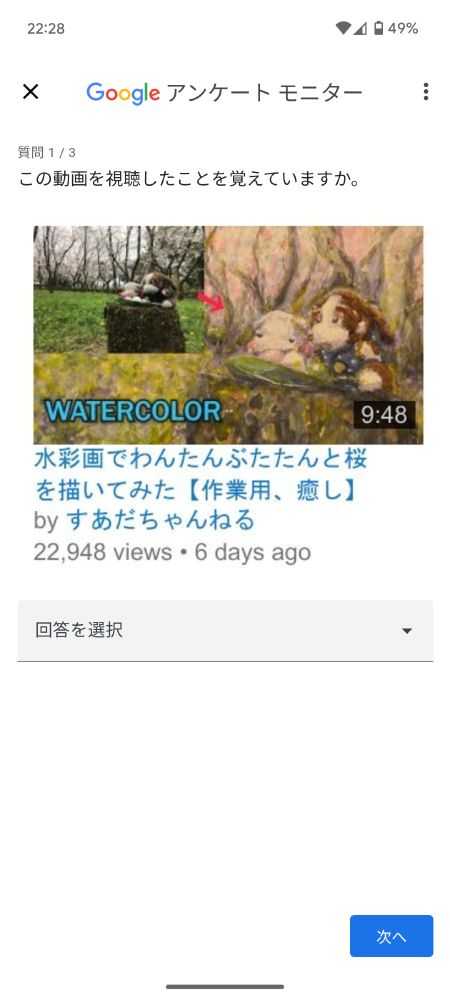 22:28
49%
Google アンケート モニター
質問 1 / 3
この動画を視聴したことを覚えていますか。
WATERCOLOR
9:48
水彩画でわんたんぶたたんと桜
を描いてみた【作業用、癒し】
by すあだちゃんねる
22,948 views • 6 days ago
回答を選択
次へ